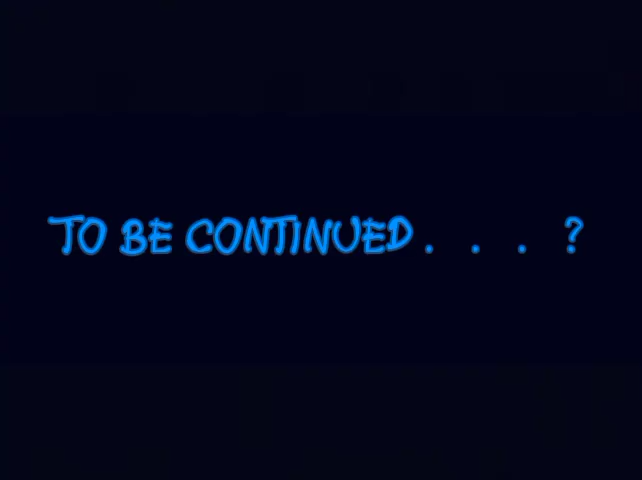 TO BE CONTINUED . . . ?